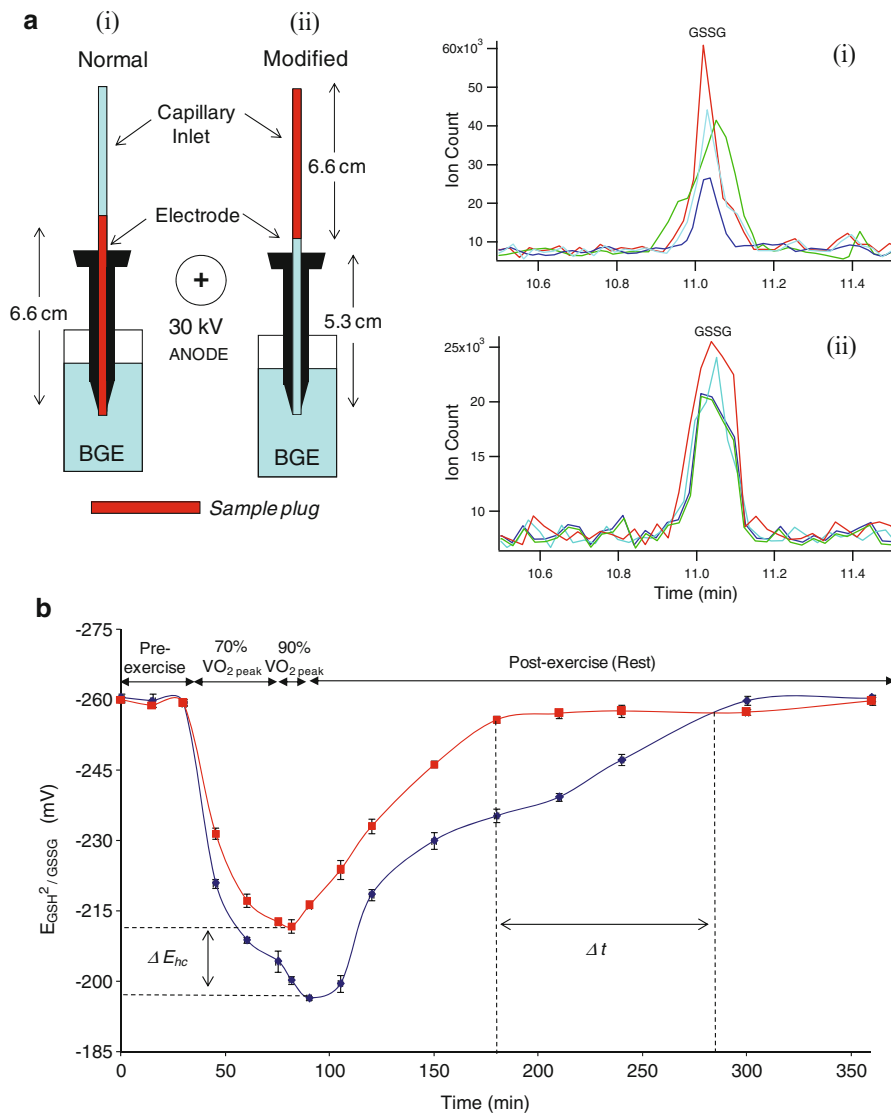 a
(i)
(ii)
Normal
Modified
Capillary
Inlet
6.6 cm
Electrode
6.6 cm
+
30 kV
ANODE
5.3 cm
BGE
BGE
Sample plug
GSSG
(i)
60x10³
50
40
30
20
10
Ion Count
10.6
10.8
11.0
11.2
11.4
GSSG
(ii)
25x10³
20
15
10
Ion Count
10.6
10.8
11.0
11.2
11.4
Time (min)
b
Pre-
exercise
70%
VO2 peak
90%
VO2 peak
Post-exercise (Rest)
-275
-260
-245
-230
-215
-200
-185
E GSH² / GSSG (mV)
Δ Ehc
Δ t
0
50
100
150
200
250
300
350
Time (min)